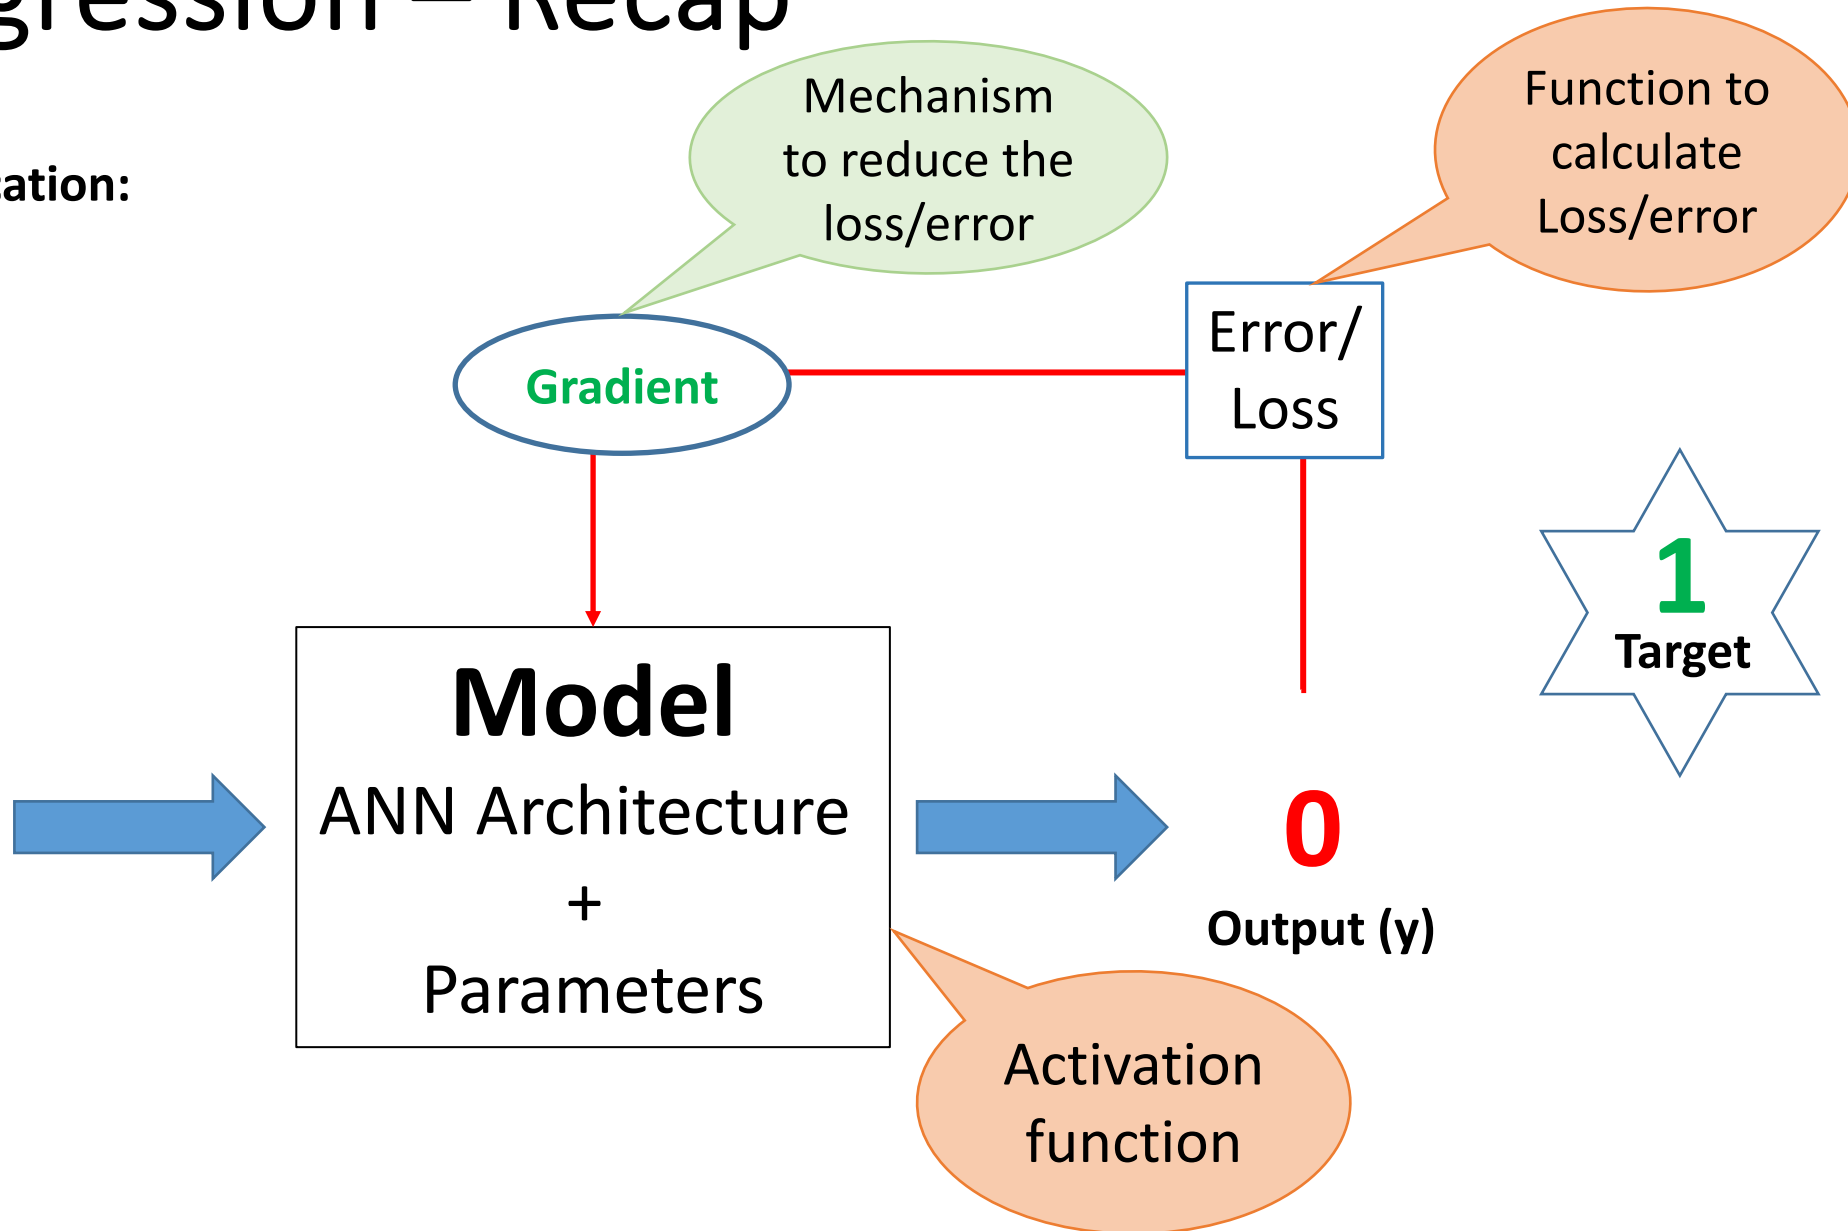 gression – Recap
cation:
Mechanism
to reduce the
loss/error
Function to
calculate
Loss/error
Gradient
Error/
Loss
1
Target
Model
ANN Architecture
+
Parameters
0
Output (y)
Activation
function